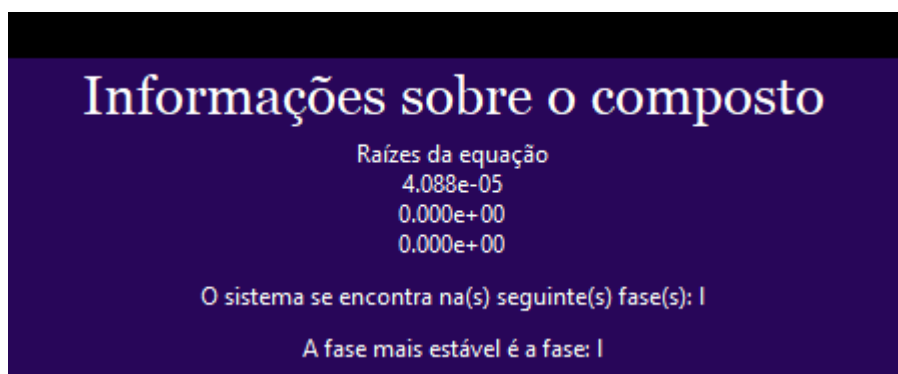 Informações sobre o composto
Raízes da equação
4.088e-05
0.000e+00
0.000e+00
O sistema se encontra na(s) seguinte(s) fase(s): l
A fase mais estável é a fase: l